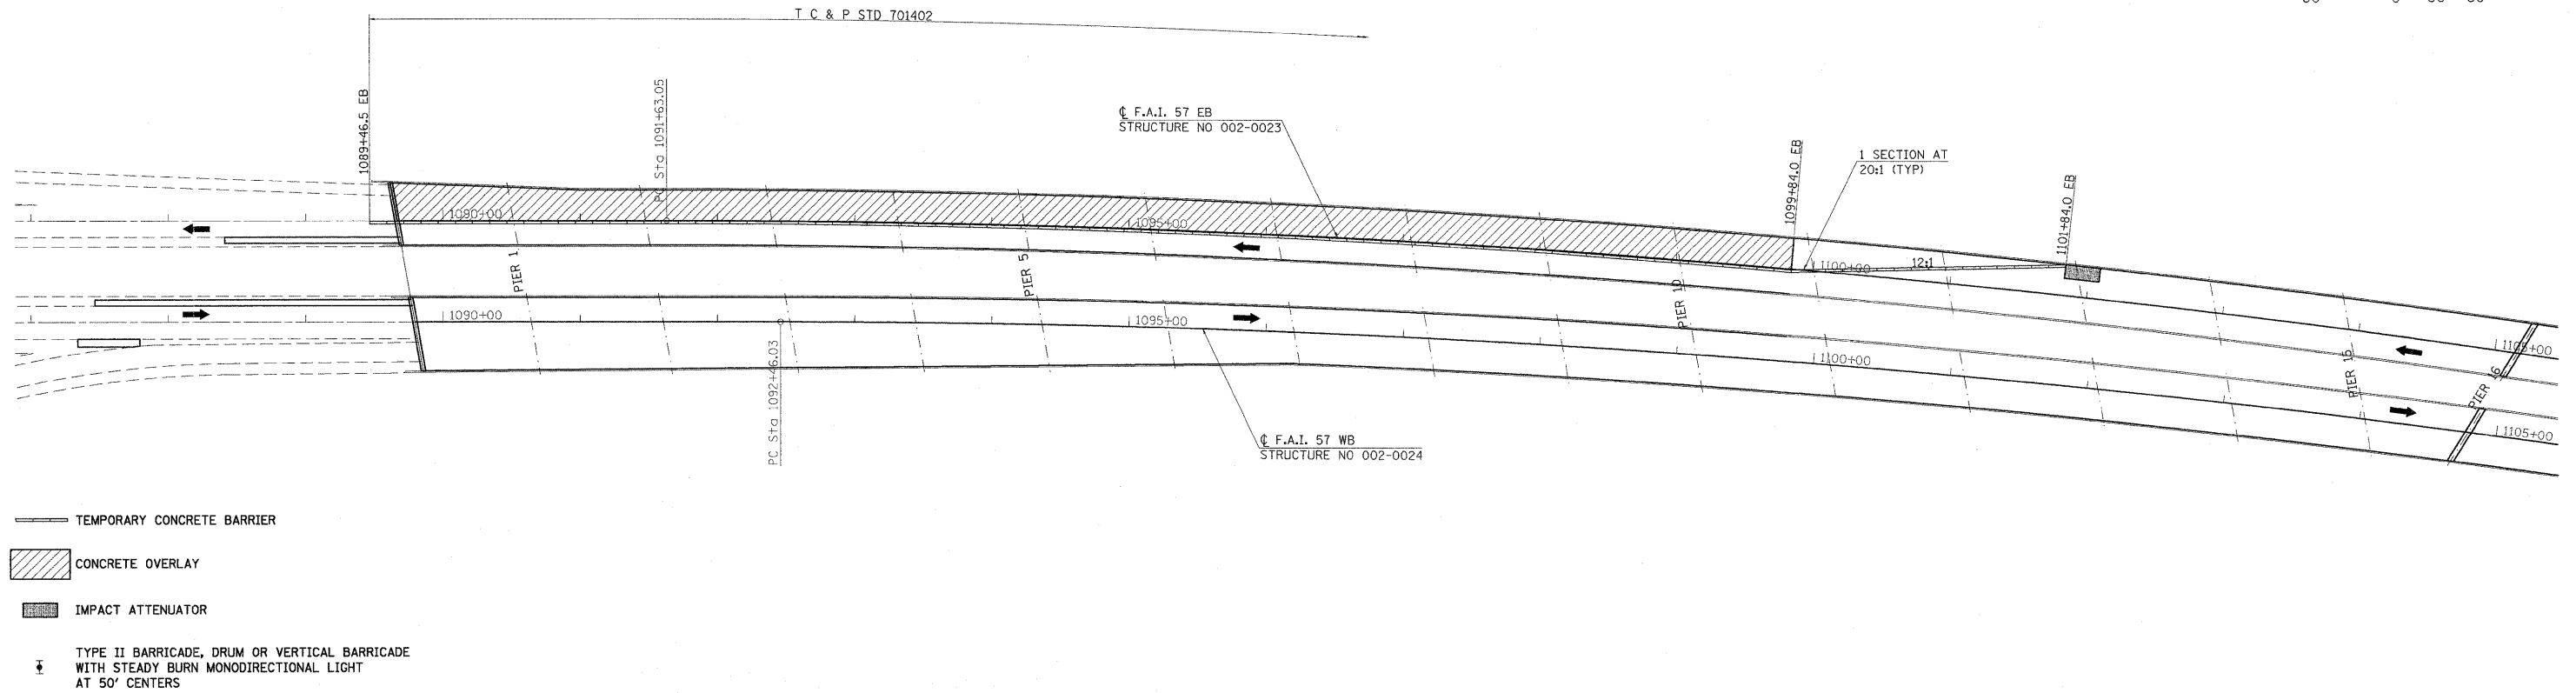 T C & P STD 701402
1089+46.5 EB
PC Sta 1091+63.05
℄ F.A.I. 57 EB
STRUCTURE NO 002-0023
1099+84.0 EB
1 SECTION AT
20:1 (TYP)
1101+84.0 EB
1090+00
1095+00
1100+00
12:1
1105+00
PIER 1
PIER 5
PIER 10
PIER 15
PIER 16
1090+00
1095+00
1100+00
1105+00
PC Sta 1092+46.03
℄ F.A.I. 57 WB
STRUCTURE NO 002-0024
TEMPORARY CONCRETE BARRIER
CONCRETE OVERLAY
IMPACT ATTENUATOR
TYPE II BARRICADE, DRUM OR VERTICAL BARRICADE
WITH STEADY BURN MONODIRECTIONAL LIGHT
AT 50' CENTERS